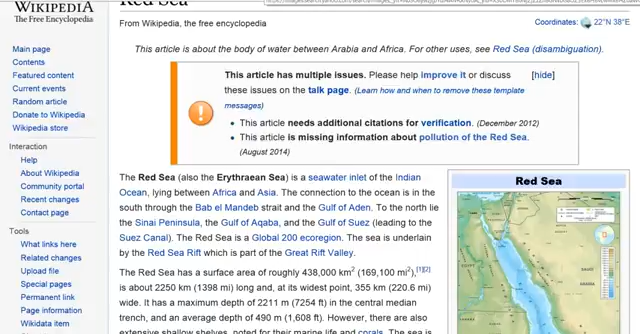 WIKIPEDIA
The Free Encyclopedia
Red Sea
From Wikipedia, the free encyclopedia
Coordinates: 22°N 38°E
This article is about the body of water between Arabia and Africa. For other uses, see Red Sea (disambiguation).
This article has multiple issues. Please help improve it or discuss [hide]
these issues on the talk page. (Learn how and when to remove these template
messages)
• This article needs additional citations for verification. (December 2012)
• This article is missing information about pollution of the Red Sea.
(August 2014)
Main page
Contents
Featured content
Current events
Random article
Donate to Wikipedia
Wikipedia store
Interaction
Help
About Wikipedia
Community portal
Recent changes
Contact page
Tools
What links here
Related changes
Upload file
Special pages
Permanent link
Page information
Wikidata item
The Red Sea (also the Erythraean Sea) is a seawater inlet of the Indian
Ocean, lying between Africa and Asia. The connection to the ocean is in the
south through the Bab el Mandeb strait and the Gulf of Aden. To the north lie
the Sinai Peninsula, the Gulf of Aqaba, and the Gulf of Suez (leading to the
Suez Canal). The Red Sea is a Global 200 ecoregion. The sea is underlain
by the Red Sea Rift which is part of the Great Rift Valley.
The Red Sea has a surface area of roughly 438,000 km² (169,100 mi²),[1][2]
is about 2250 km (1398 mi) long and, at its widest point, 355 km (220.6 mi)
wide. It has a maximum depth of 2211 m (7254 ft) in the central median
trench, and an average depth of 490 m (1,608 ft). However, there are also
extensive shallow shelves, noted for their marine life and corals. The sea is
Red Sea